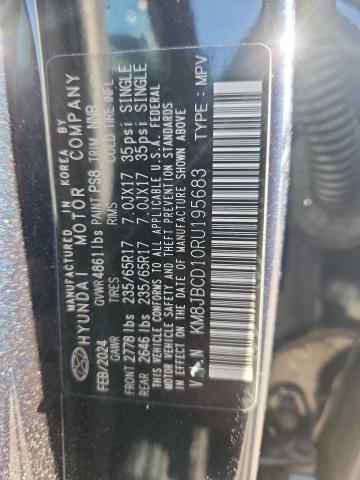 MANUFACTURED IN KOREA BY
HYUNDAI MOTOR COMPANY
FEB/2024 GVWR 4861 lbs PAINT PS8 TRIM NNB
GAWR TIRES RIMS COLD TIRE INFL.
FRONT 2778 lbs 235/65R17 7.0JX17 35psi SINGLE
REAR 2646 lbs 235/65R17 7.0JX17 35psi SINGLE
THIS VEHICLE CONFORMS TO ALL APPLICABLE U.S.A. FEDERAL
MOTOR VEHICLE SAFETY AND THEFT PREVENTION STANDARDS
IN EFFECT ON THE DATE OF MANUFACTURE SHOWN ABOVE.
V I N KM8JBCD10RU195683 TYPE : MPV